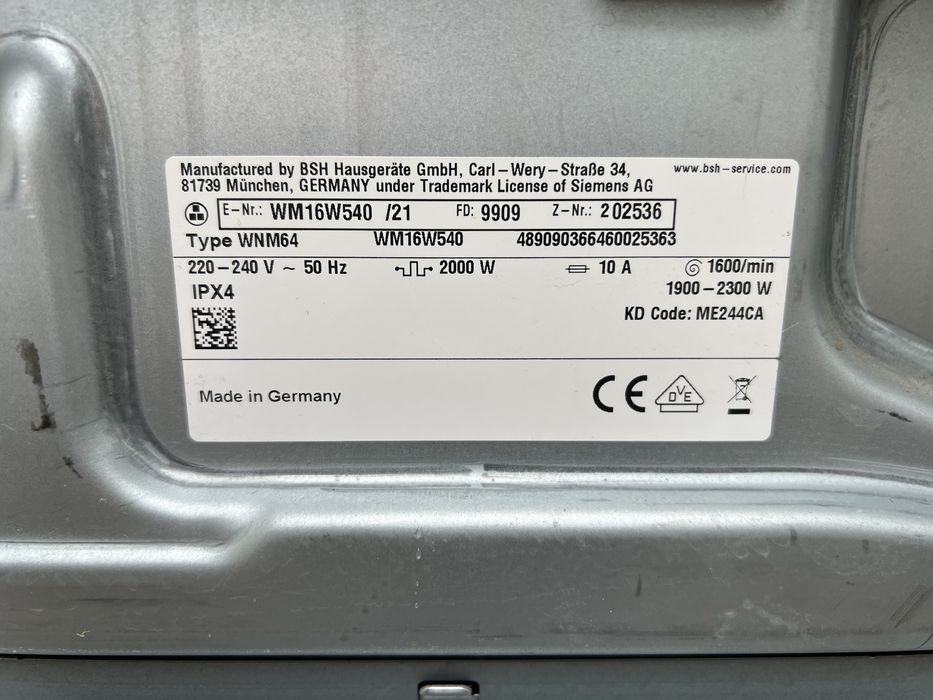 Manufactured by BSH Hausgeräte GmbH, Carl-Wery-Straße 34, www.bsh-service.com
81739 München, GERMANY under Trademark License of Siemens AG
E-Nr.: WM16W540 /21 FD: 9909 Z-Nr.: 202536
Type WNM64 WM16W540 489090366460025363
220-240 V ~ 50 Hz 2000 W 10 A 1600/min
IPX4 1900-2300 W
KD Code: ME244CA
Made in Germany CE DVE